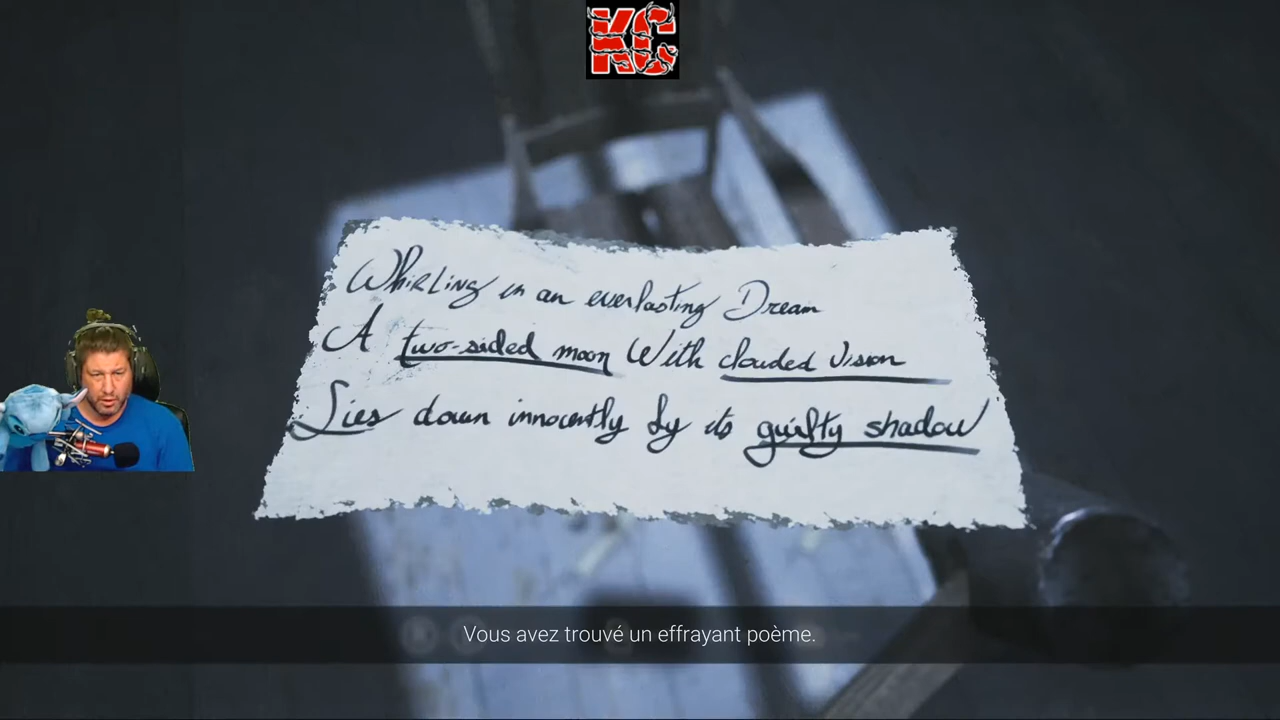 KC
Whirling in an everlasting Dream
A two-sided moon With clouded Vision
Lies down innocently by its guilty shadow
Vous avez trouvé un effrayant poème.